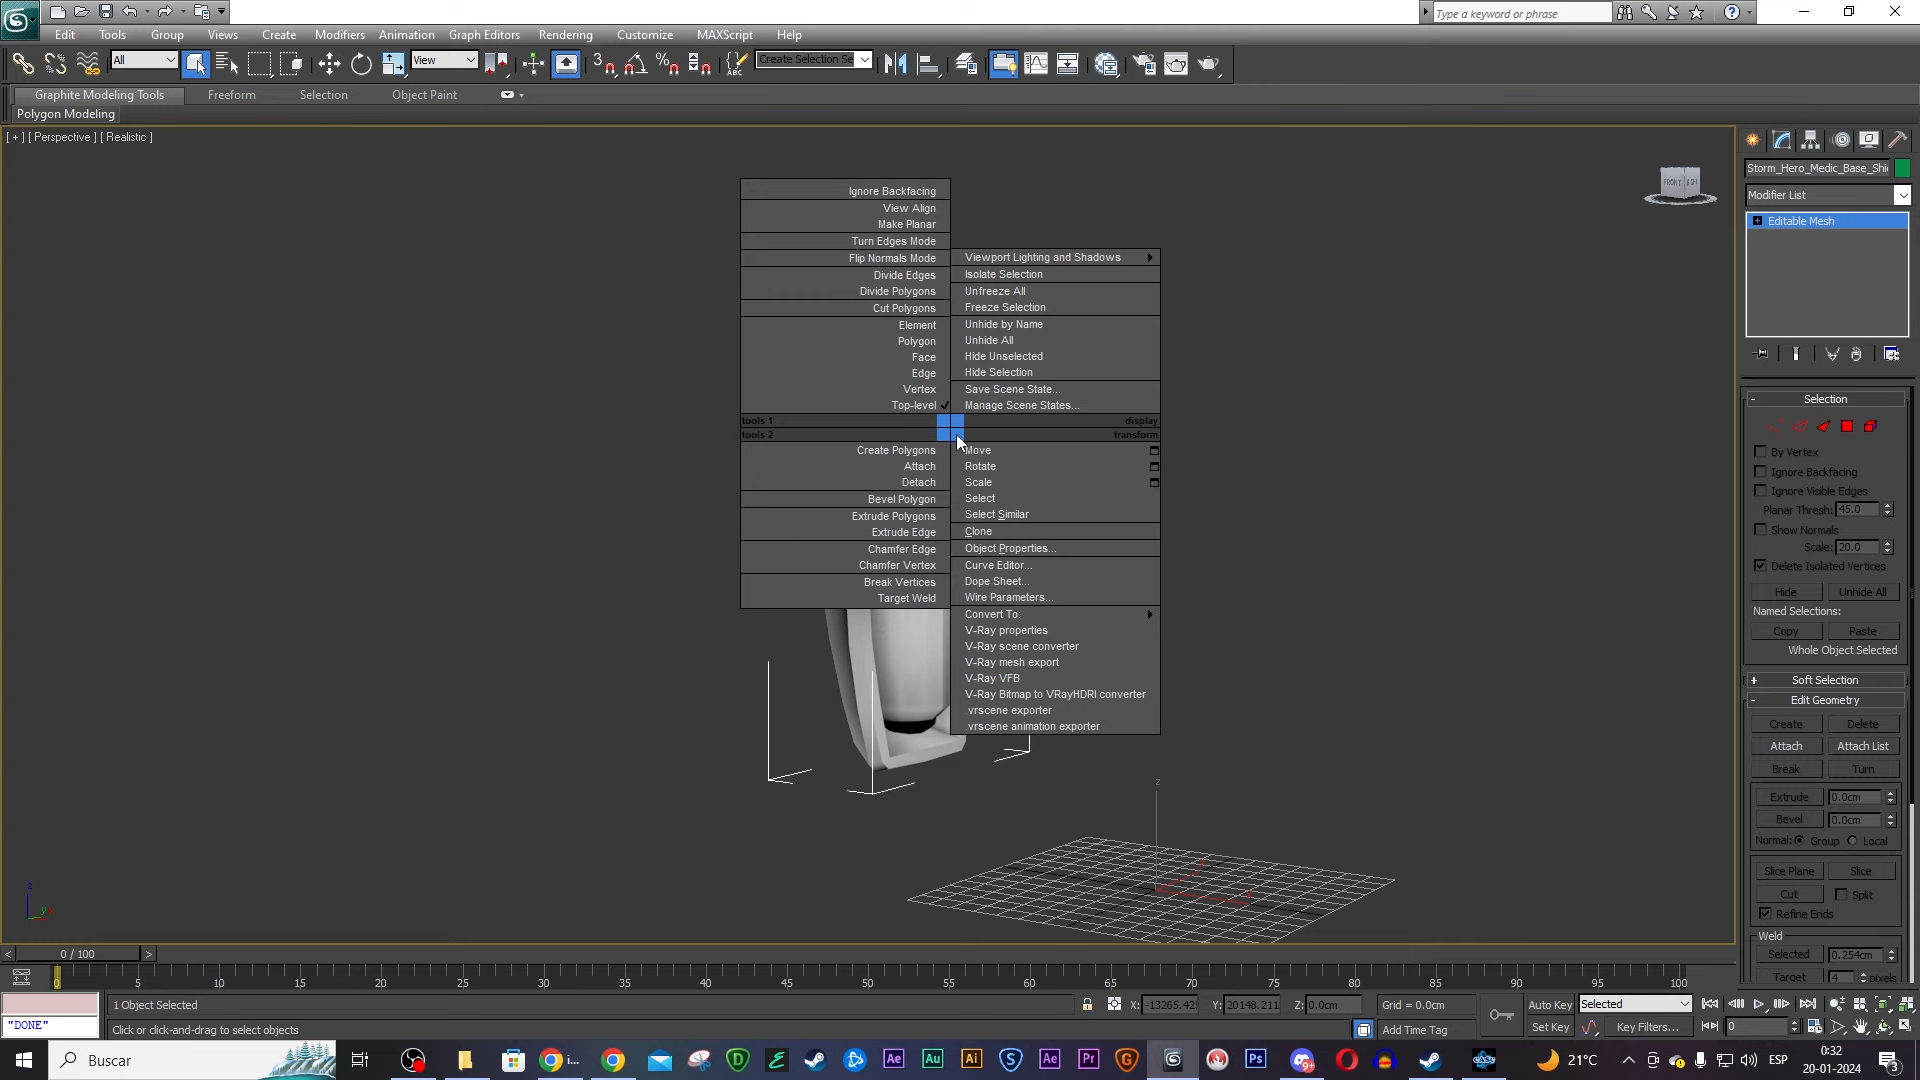 Type a keyword or phrase
Edit Tools Group Views Create Modifiers Animation Graph Editors Rendering Customize MAXScript Help
All View Create Selection Se
Graphite Modeling Tools Freeform Selection Object Paint
Polygon Modeling
[ + ] [ Perspective ] [ Realistic ]
Ignore Backfacing
View Align
Make Planar
Turn Edges Mode
Flip Normals Mode
Divide Edges
Divide Polygons
Cut Polygons
Element
Polygon
Face
Edge
Vertex
Top-level
tools 1
tools 2
Create Polygons
Attach
Detach
Bevel Polygon
Extrude Polygons
Extrude Edge
Chamfer Edge
Chamfer Vertex
Break Vertices
Target Weld
Viewport Lighting and Shadows
Isolate Selection
Unfreeze All
Freeze Selection
Unhide by Name
Unhide All
Hide Unselected
Hide Selection
Save Scene State...
Manage Scene States...
display
transform
Move
Rotate
Scale
Select
Select Similar
Clone
Object Properties...
Curve Editor...
Dope Sheet...
Wire Parameters...
Convert To:
V-Ray properties
V-Ray scene converter
V-Ray mesh export
V-Ray VFB
V-Ray Bitmap to VRayHDRI converter
.vrscene exporter
.vrscene animation exporter
FRONT
z
z
Storm_Hero_Medic_Base_Shi
Modifier List
Editable Mesh
- Selection
By Vertex
Ignore Backfacing
Ignore Visible Edges
Planar Thresh: 45.0
Show Normals
Scale: 20.0
Delete Isolated Vertices
Hide Unhide All
Named Selections:
Copy Paste
Whole Object Selected
+ Soft Selection
- Edit Geometry
Create Delete
Attach Attach List
Break Turn
Extrude 0.0cm
Bevel 0.0cm
Normal: Group Local
Slice Plane Slice
Cut Split
Refine Ends
Weld
Selected 0.254cm
Target 4 pixels
< 0 / 100 >
0 5 10 15 20 25 30 35 40 45 50 55 60 65 70 75 80 85 90 95 100
1 Object Selected X: -13265.425 Y: 20148.211 Z: 0.0cm Grid = 0.0cm Auto Key Selected
"DONE" Click or click-and-drag to select objects Add Time Tag Set Key Key Filters... 0
Buscar i... 21°C ESP 0:32
20-01-2024